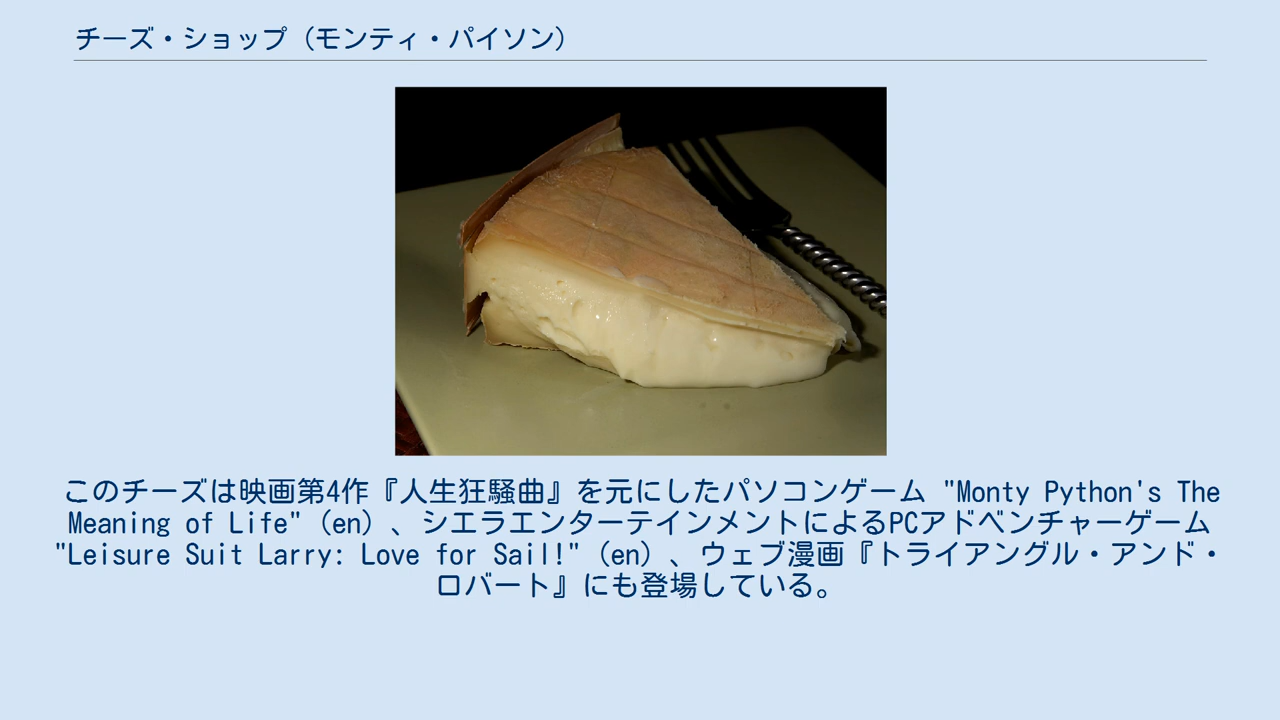 チーズ・ショップ（モンティ・パイソン）
このチーズは映画第4作『人生狂騒曲』を元にしたパソコンゲーム "Monty Python's The
Meaning of Life"（en）、シエラエンターテインメントによるPCアドベンチャーゲーム
"Leisure Suit Larry: Love for Sail!"（en）、ウェブ漫画『トライアングル・アンド・
ロバート』にも登場している。